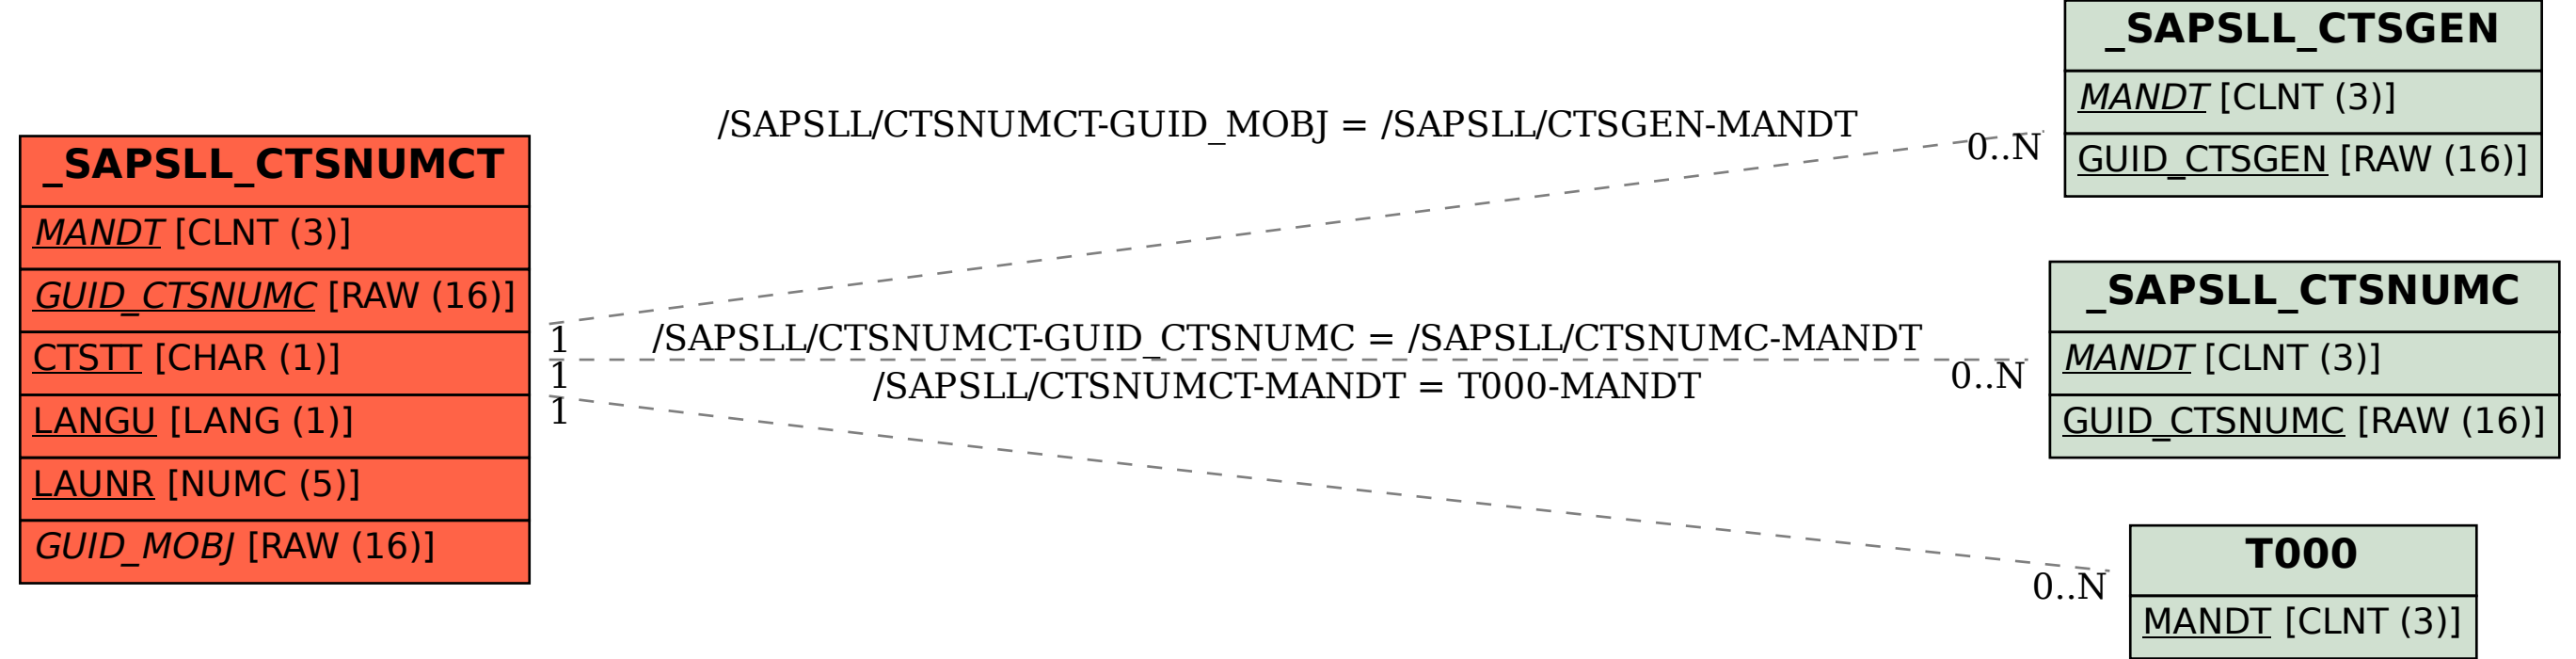 _SAPSLL_CTSNUMCT
MANDT [CLNT (3)]
GUID_CTSNUMC [RAW (16)]
CTSTT [CHAR (1)]
LANGU [LANG (1)]
LAUNR [NUMC (5)]
GUID_MOBJ [RAW (16)]
/SAPSLL/CTSNUMCT-GUID_MOBJ = /SAPSLL/CTSGEN-MANDT
1
0..N
/SAPSLL/CTSNUMCT-GUID_CTSNUMC = /SAPSLL/CTSNUMC-MANDT
1
0..N
/SAPSLL/CTSNUMCT-MANDT = T000-MANDT
1
0..N
_SAPSLL_CTSGEN
MANDT [CLNT (3)]
GUID_CTSGEN [RAW (16)]
_SAPSLL_CTSNUMC
MANDT [CLNT (3)]
GUID_CTSNUMC [RAW (16)]
T000
MANDT [CLNT (3)]